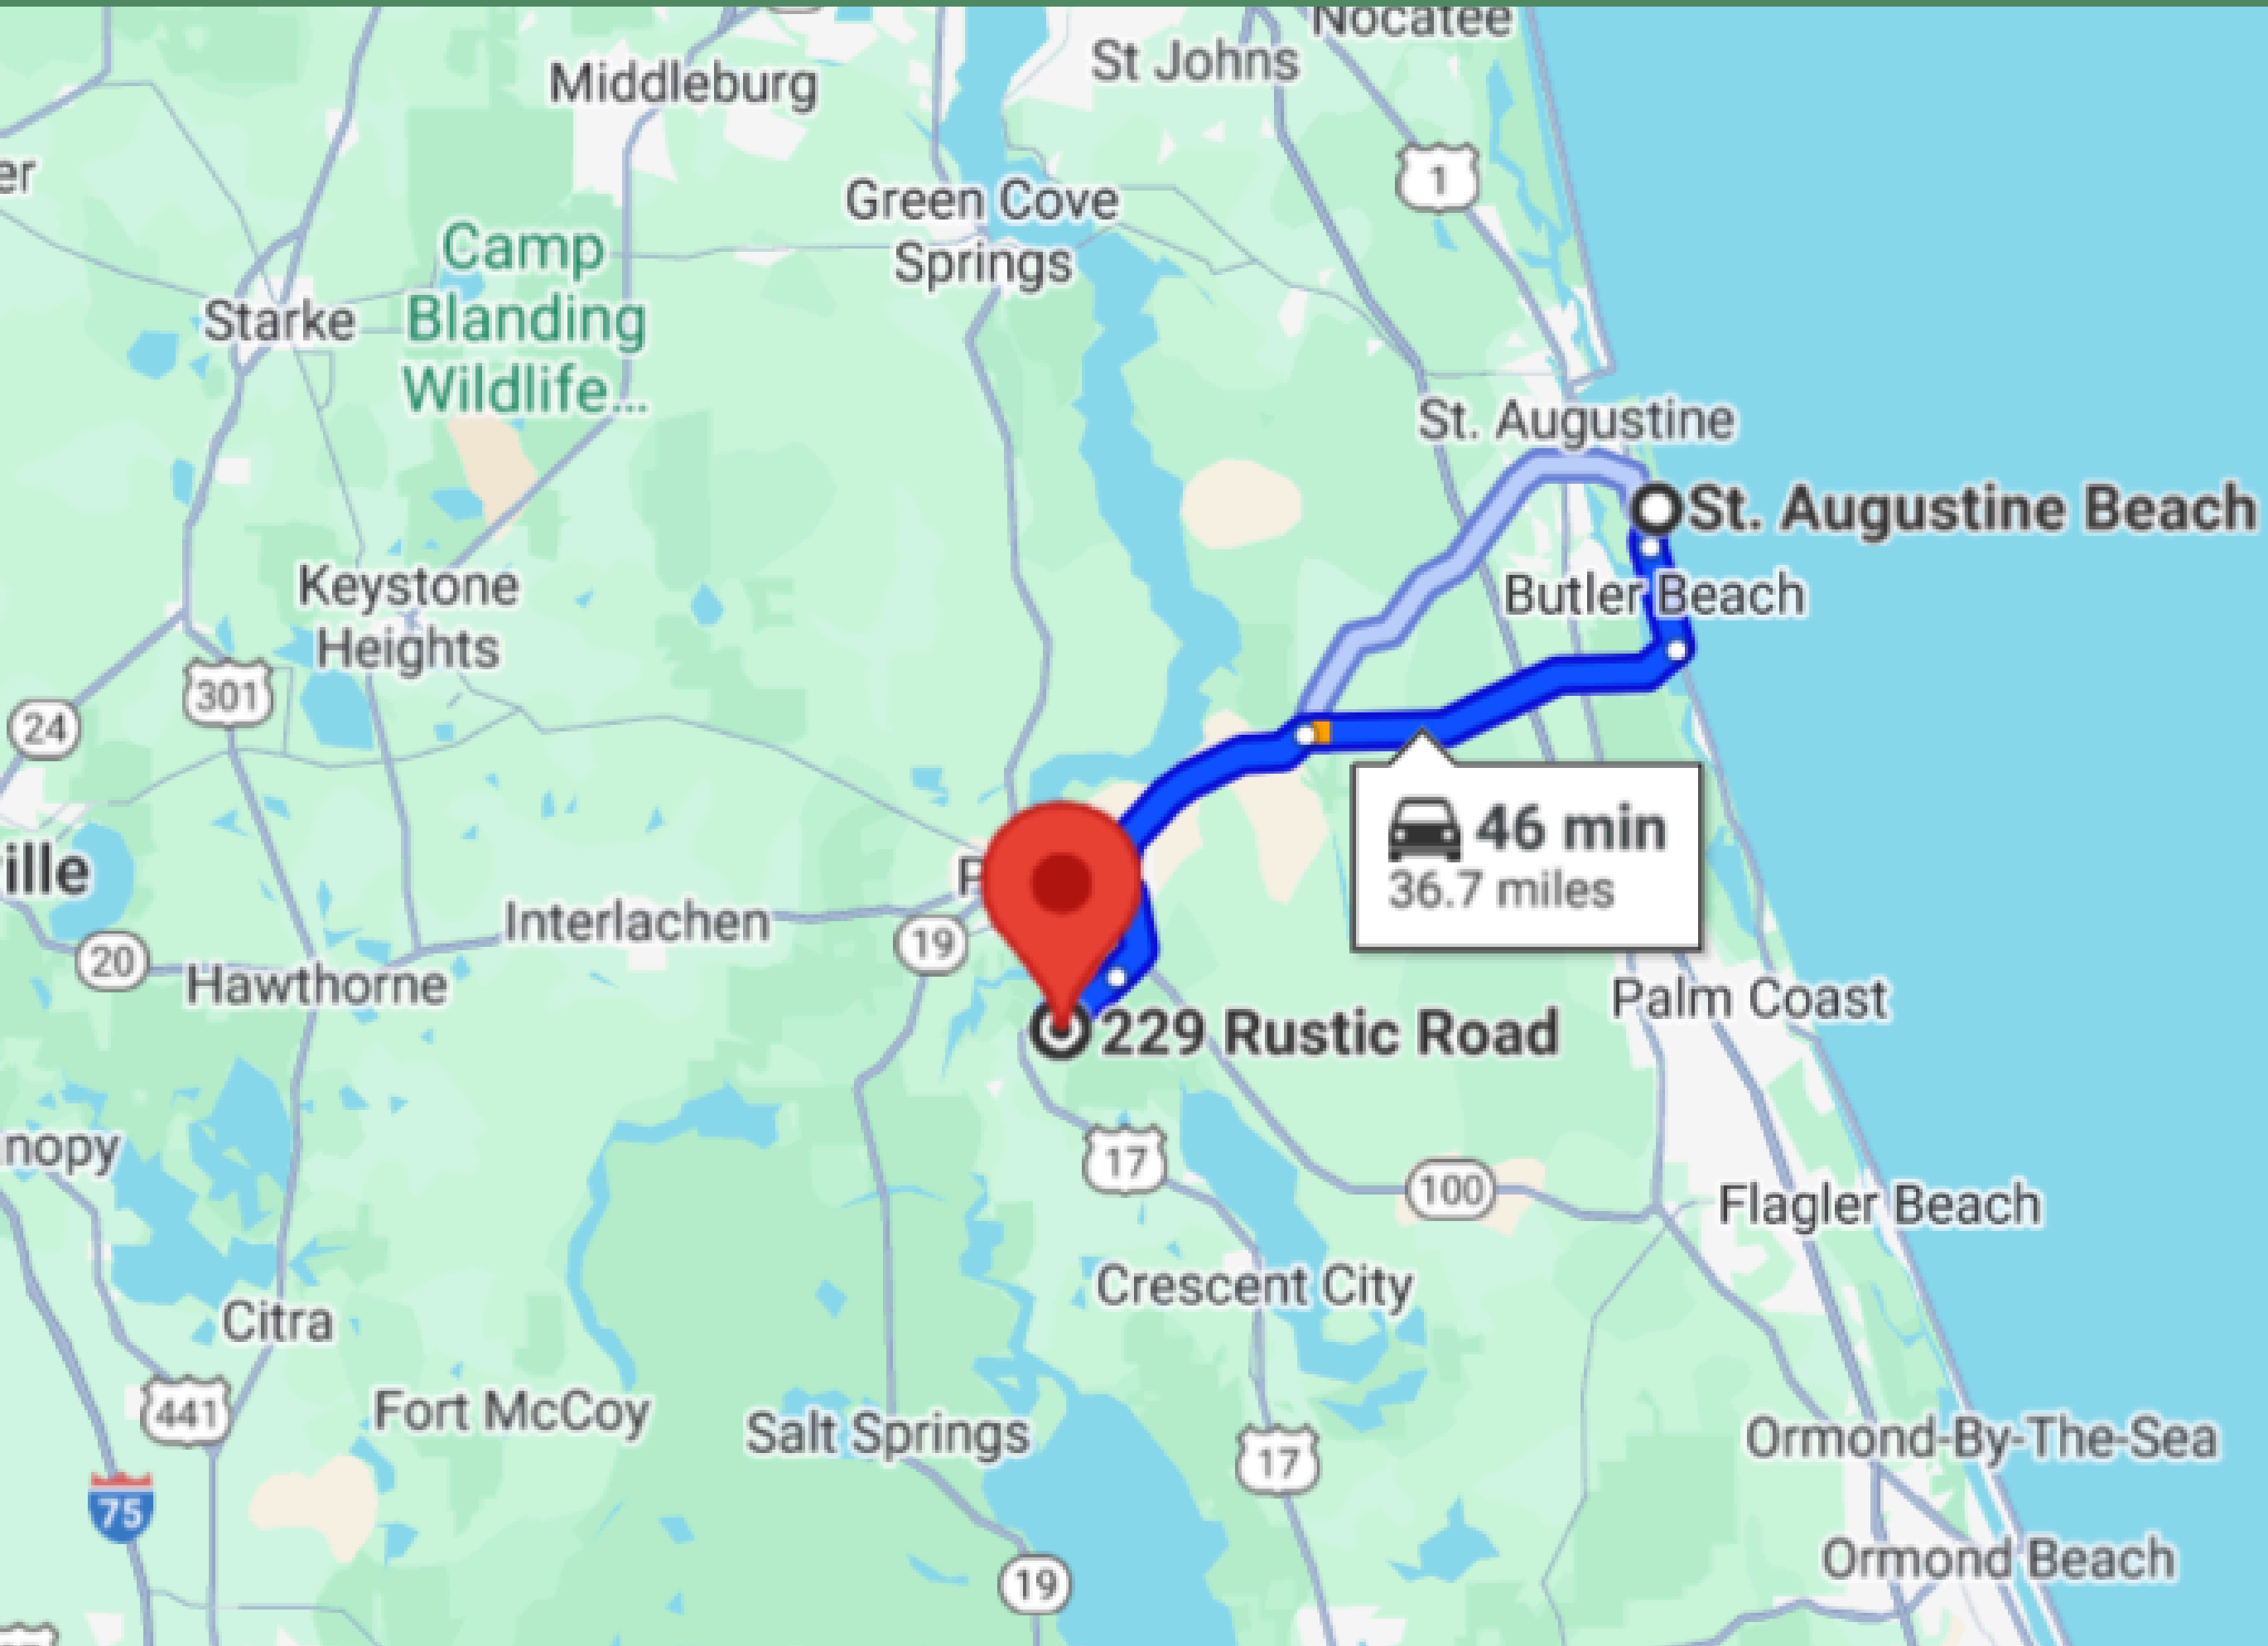 Nocatee
St Johns
Middleburg
1
er
Green Cove
Springs
Camp
Blanding
Wildlife...
Starke
St. Augustine
St. Augustine Beach
Keystone
Heights
Butler Beach
301
24
46 min
36.7 miles
ille
P
Interlachen
19
20
Hawthorne
Palm Coast
229 Rustic Road
nopy
17
100
Flagler Beach
Crescent City
Citra
441
Fort McCoy
Salt Springs
17
Ormond-By-The-Sea
75
Ormond Beach
19